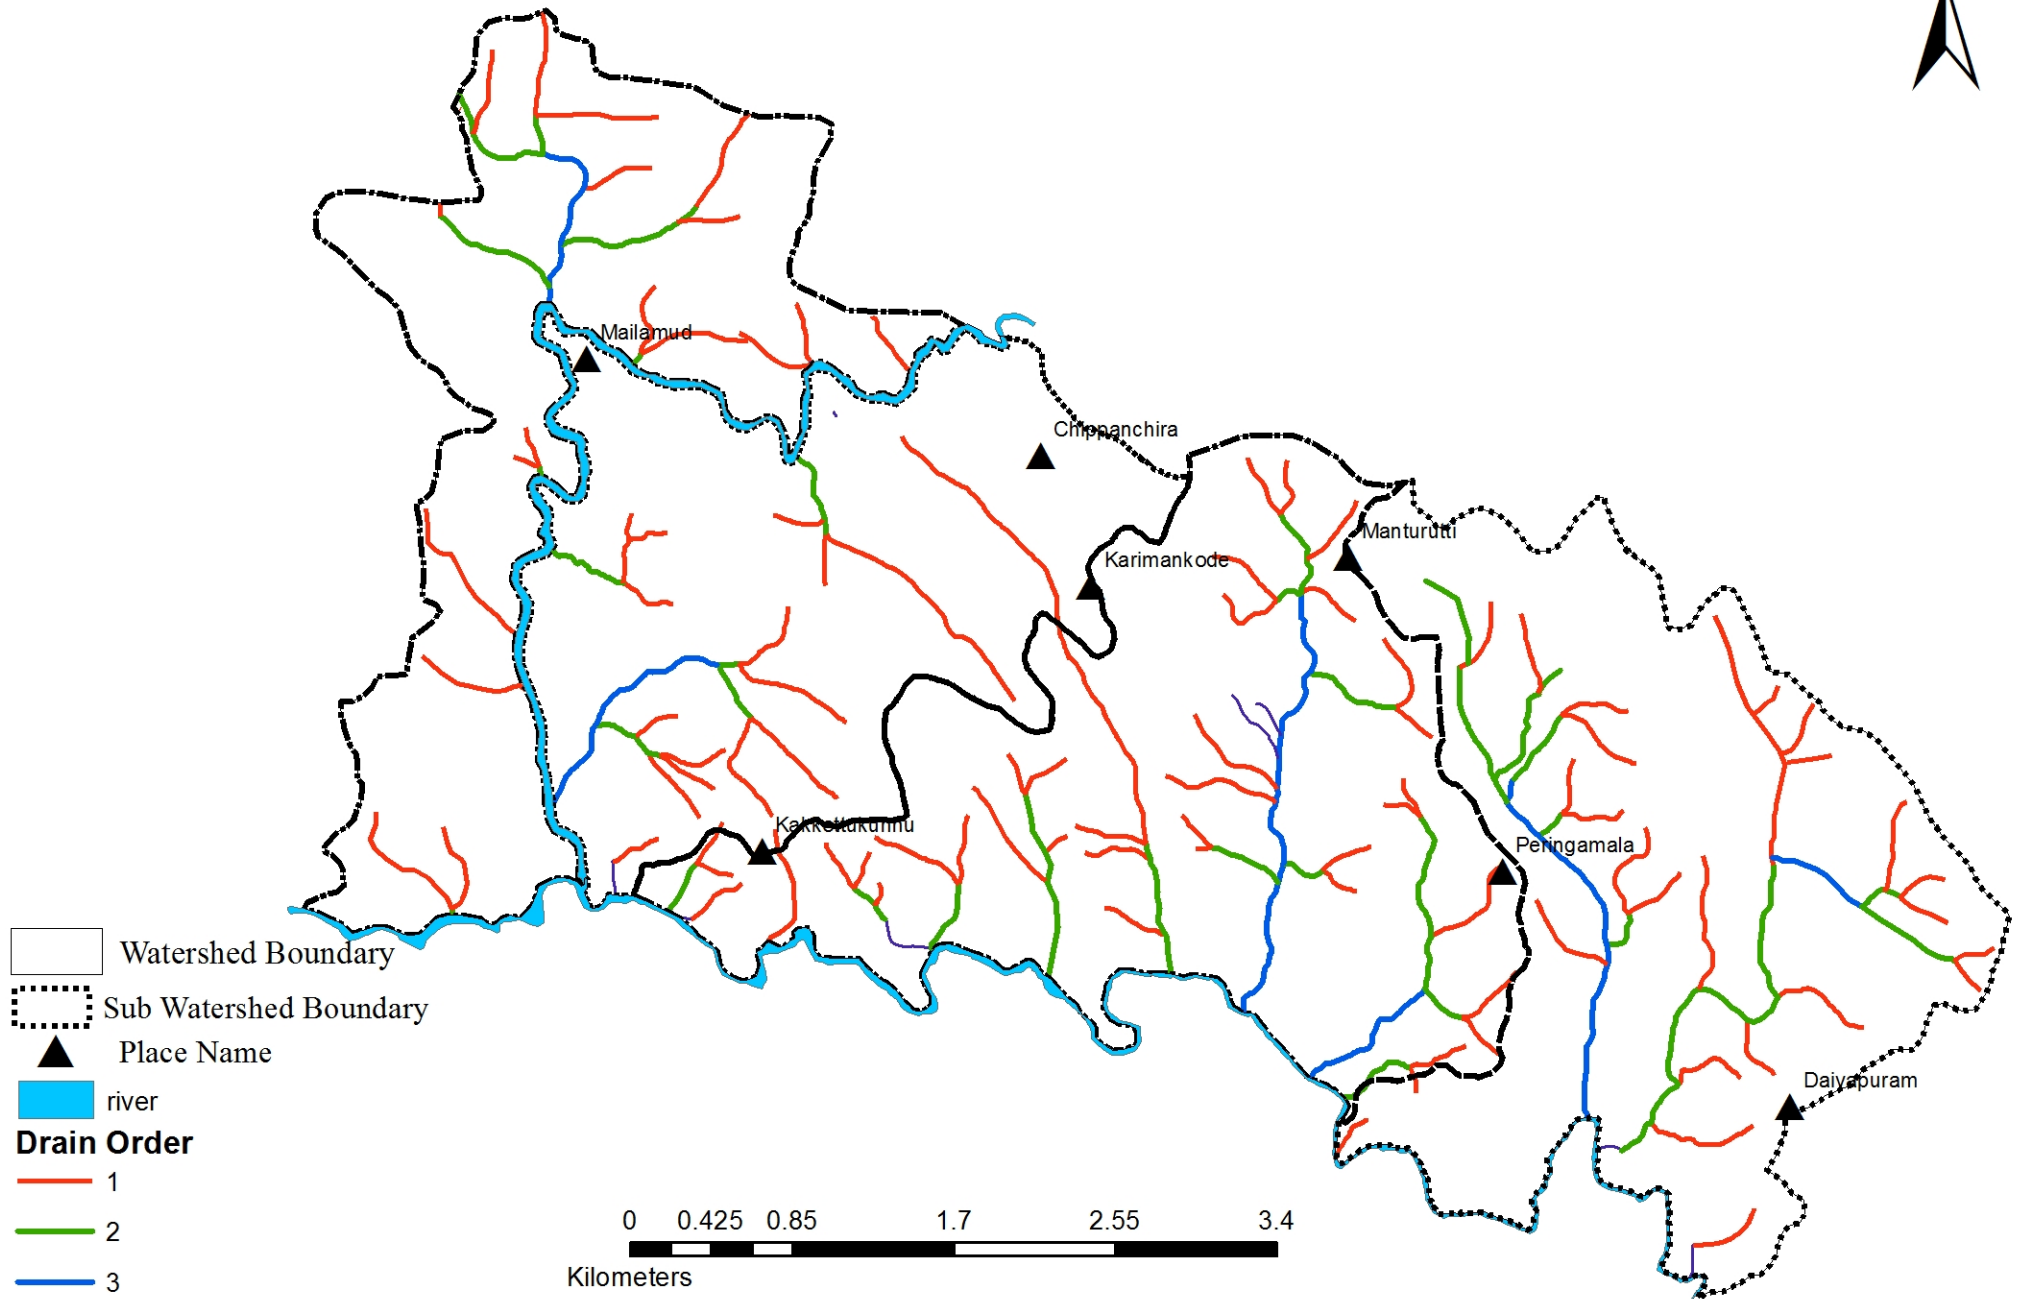 Mailamud
Chippanchira
Manturutti
Karimankode
Kakkottukunnu
Peringamala
Daiyapuram
Watershed Boundary
Sub Watershed Boundary
Place Name
river
Drain Order
1
2
3
0 0.425 0.85 1.7 2.55 3.4
Kilometers